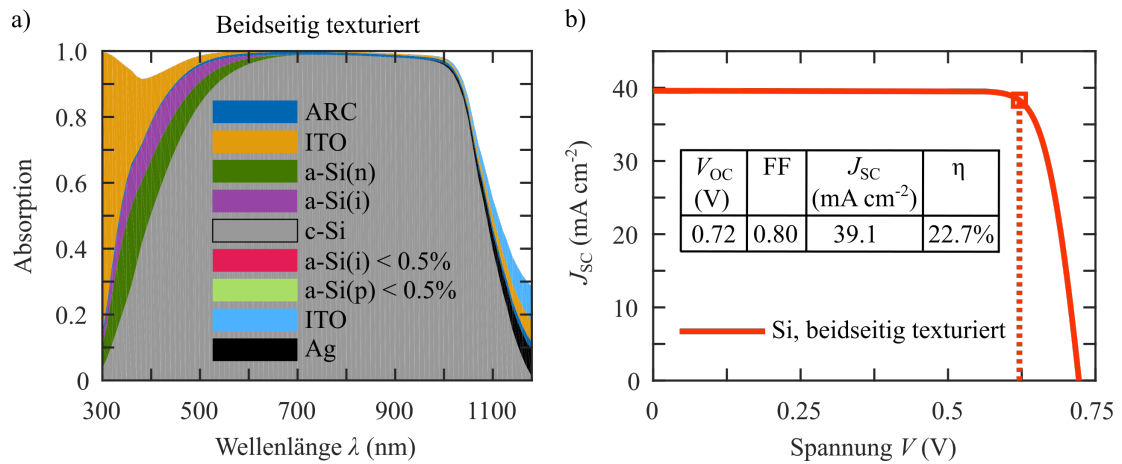 a)
Beidseitig texturiert
1.0
0.8
0.6
0.4
0.2
0
Absorption
ARC
ITO
a-Si(n)
a-Si(i)
c-Si
a-Si(i) < 0.5%
a-Si(p) < 0.5%
ITO
Ag
300 500 700 900 1100
Wellenlänge λ (nm)
b)
50
40
30
20
10
0
J_SC (mA cm⁻²)
V_OC FF J_SC η
(V) (mA cm⁻²)
0.72 0.80 39.1 22.7%
Si, beidseitig texturiert
0 0.25 0.5 0.75
Spannung V (V)